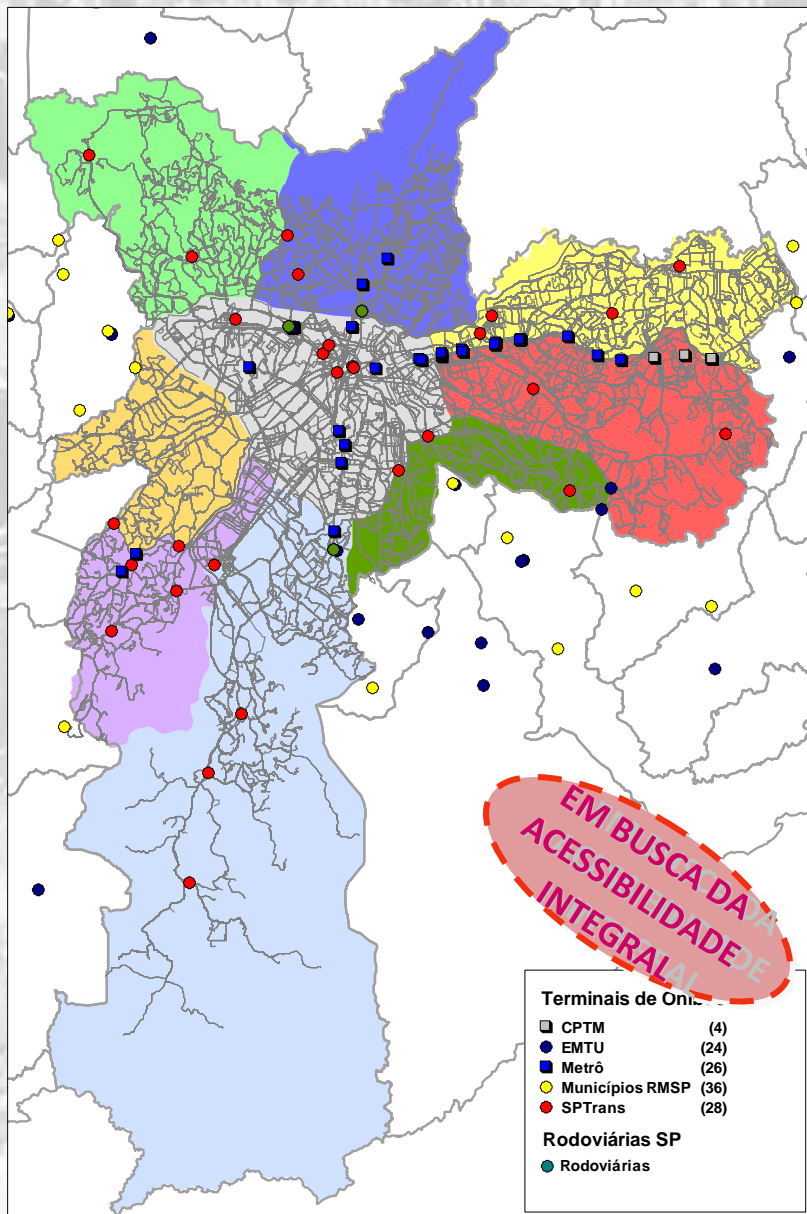 EM BUSCA DA
ACESSIBILIDADE
INTEGRAL
Terminais de
CPTM (4)
EMTU (24)
Metrô (26)
Municípios RMSP (36)
SPTrans (28)
Rodoviárias SP
Rodoviárias